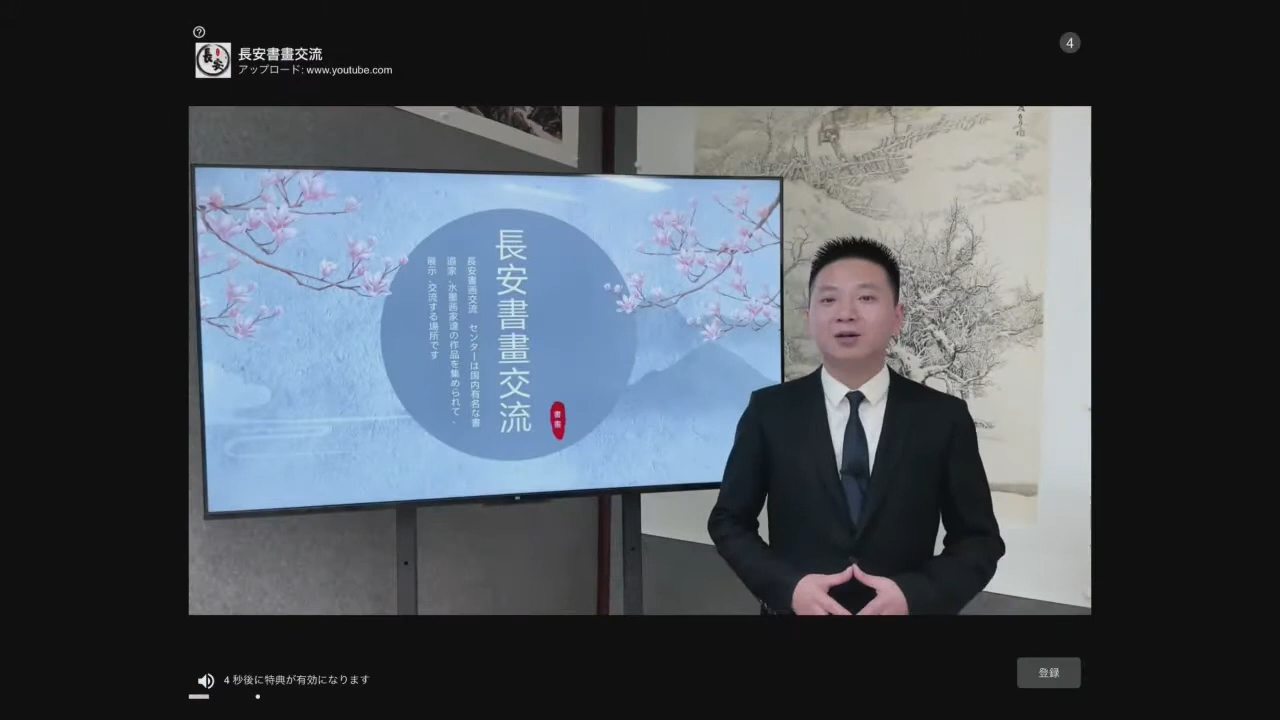 長安書畫交流
アップロード: www.youtube.com
4
長安書畫交流
長安書画交流 センターは国内有名な書
道家、水墨画家達の作品を集められて、
展示、交流する場所です
4 秒後に特典が有効になります
登録